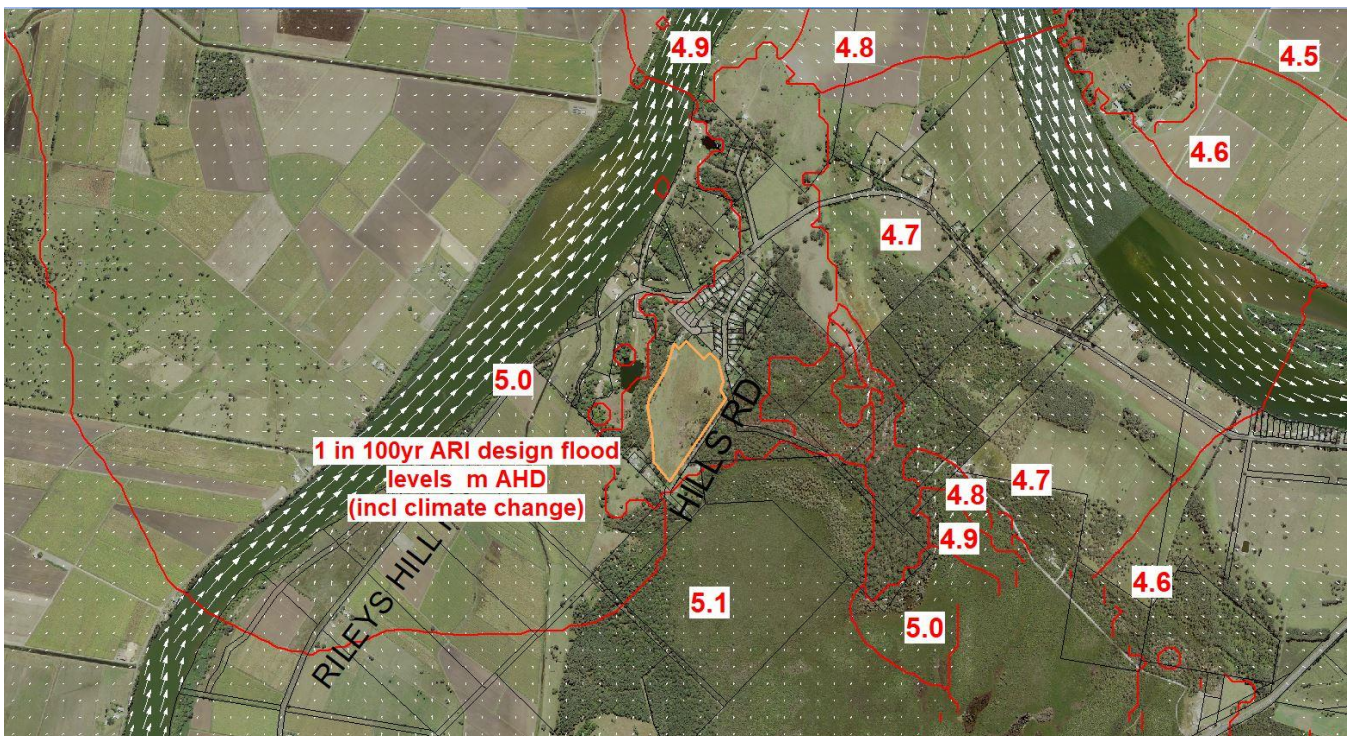 4.9
4.8
4.5
4.6
4.7
5.0
1 in 100yr ARI design flood
levels m AHD
(incl climate change)
HILLS RD
4.8
4.7
4.9
RILEYS HILL
5.1
5.0
4.6